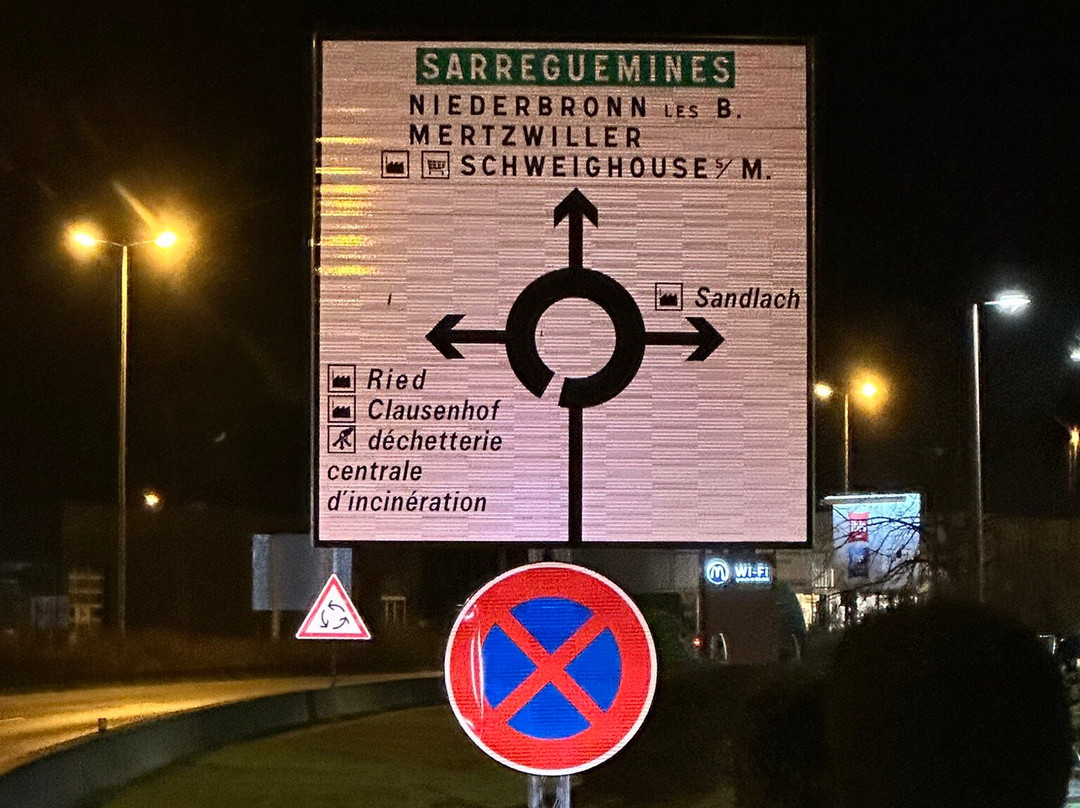 SARREGUEMINES
NIEDERBRONN LES B.
MERTZWILLER
SCHWEIGHOUSE S/ M.
Sandlach
Ried
Clausenhof
déchetterie
centrale
d'incinération
Wi-Fi